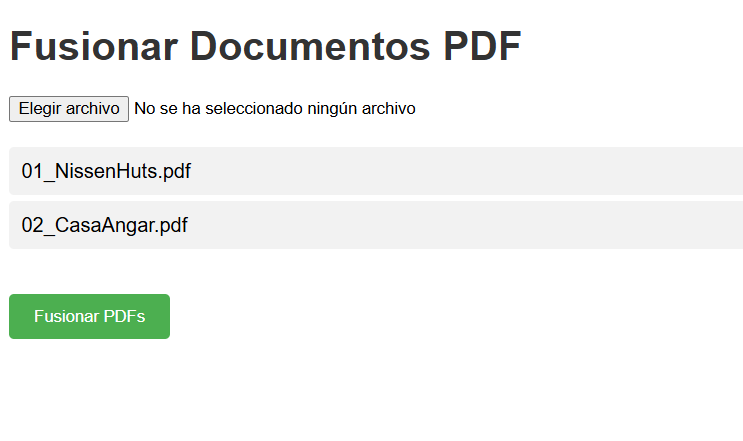 Fusionar Documentos PDF
Elegir archivo No se ha seleccionado ningún archivo
01_NissenHuts.pdf
02_CasaAngar.pdf
Fusionar PDFs